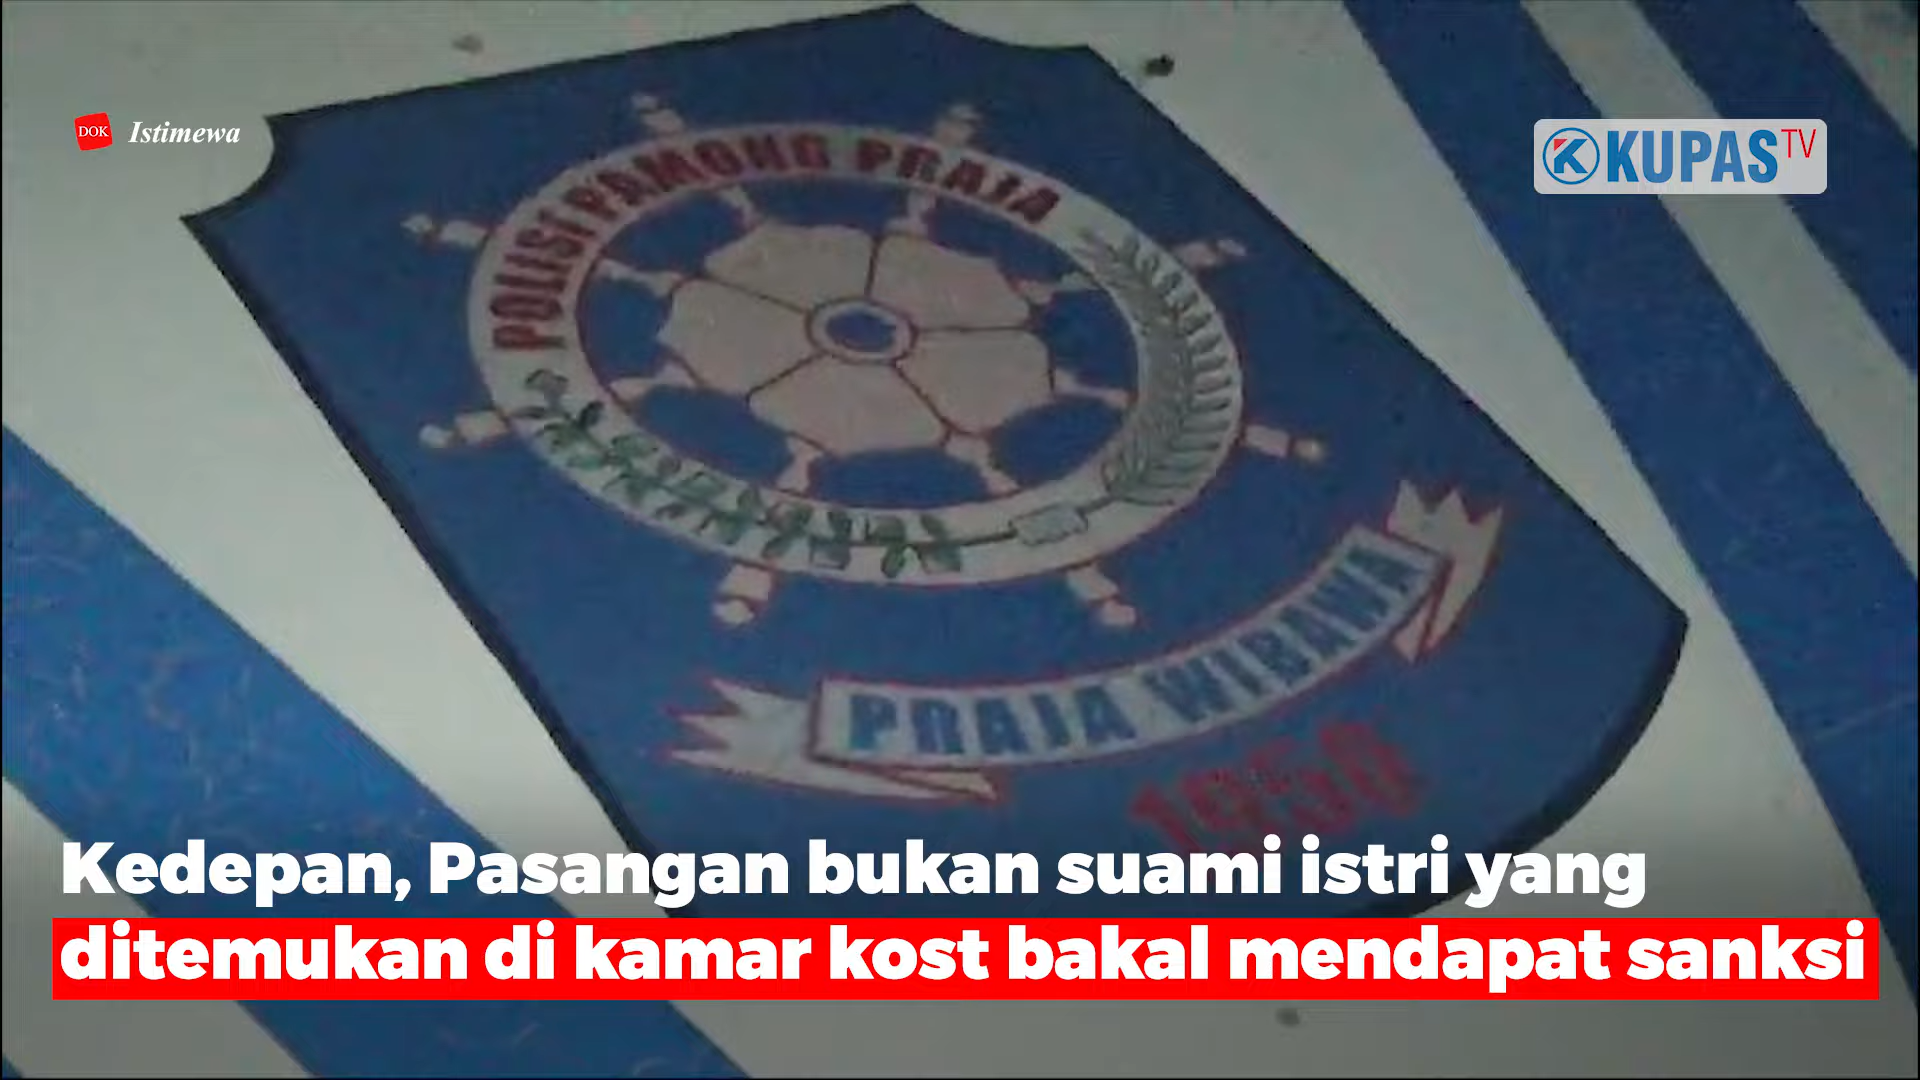 DOK Istimewa
KUPAS TV
POLISI PAMONG PRAJA
PRAJA WIBAWA
1950
Kedepan, Pasangan bukan suami istri yang
ditemukan di kamar kost bakal mendapat sanksi